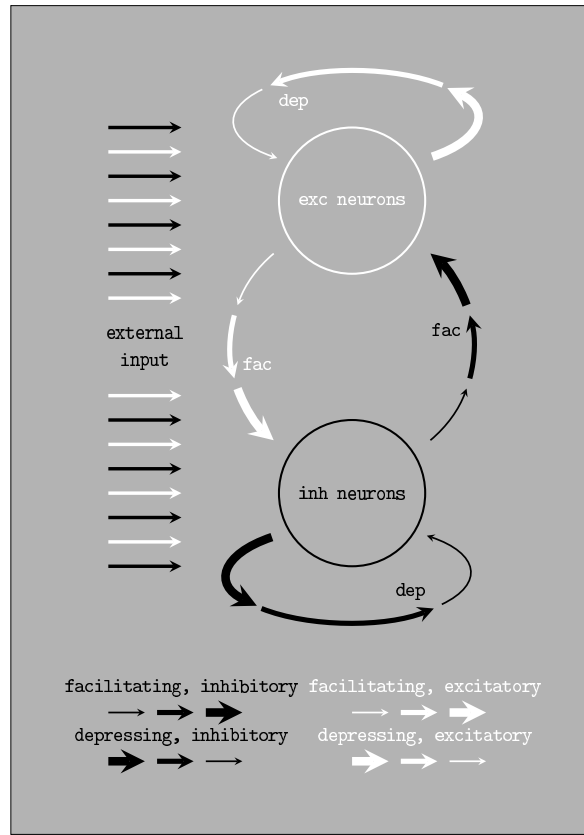 dep
exc neurons
external
input
fac
fac
inh neurons
dep
facilitating, inhibitory
facilitating, excitatory
depressing, inhibitory
depressing, excitatory